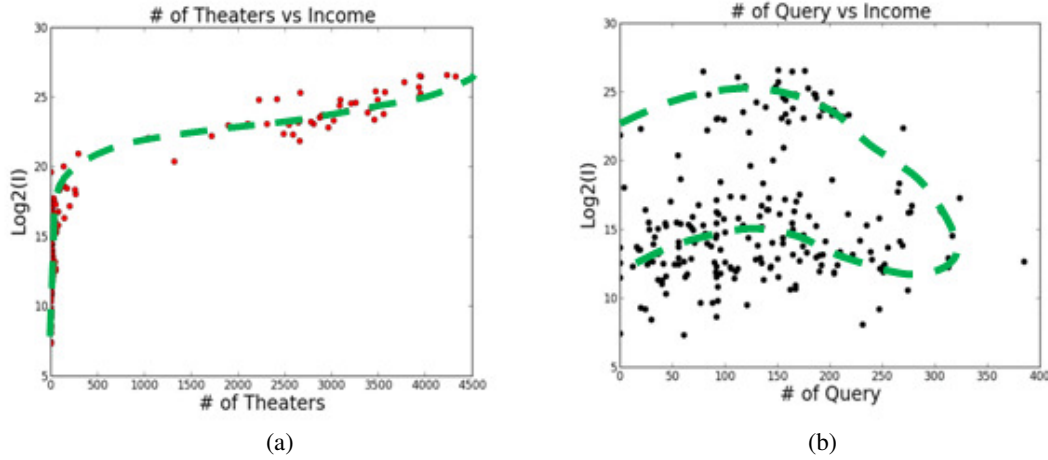 # of Theaters vs Income
30
25
20
15
10
5
Log2(I)
0 500 1000 1500 2000 2500 3000 3500 4000 4500
# of Theaters
(a)
# of Query vs Income
30
25
20
15
10
5
Log2(I)
0 50 100 150 200 250 300 350 400
# of Query
(b)